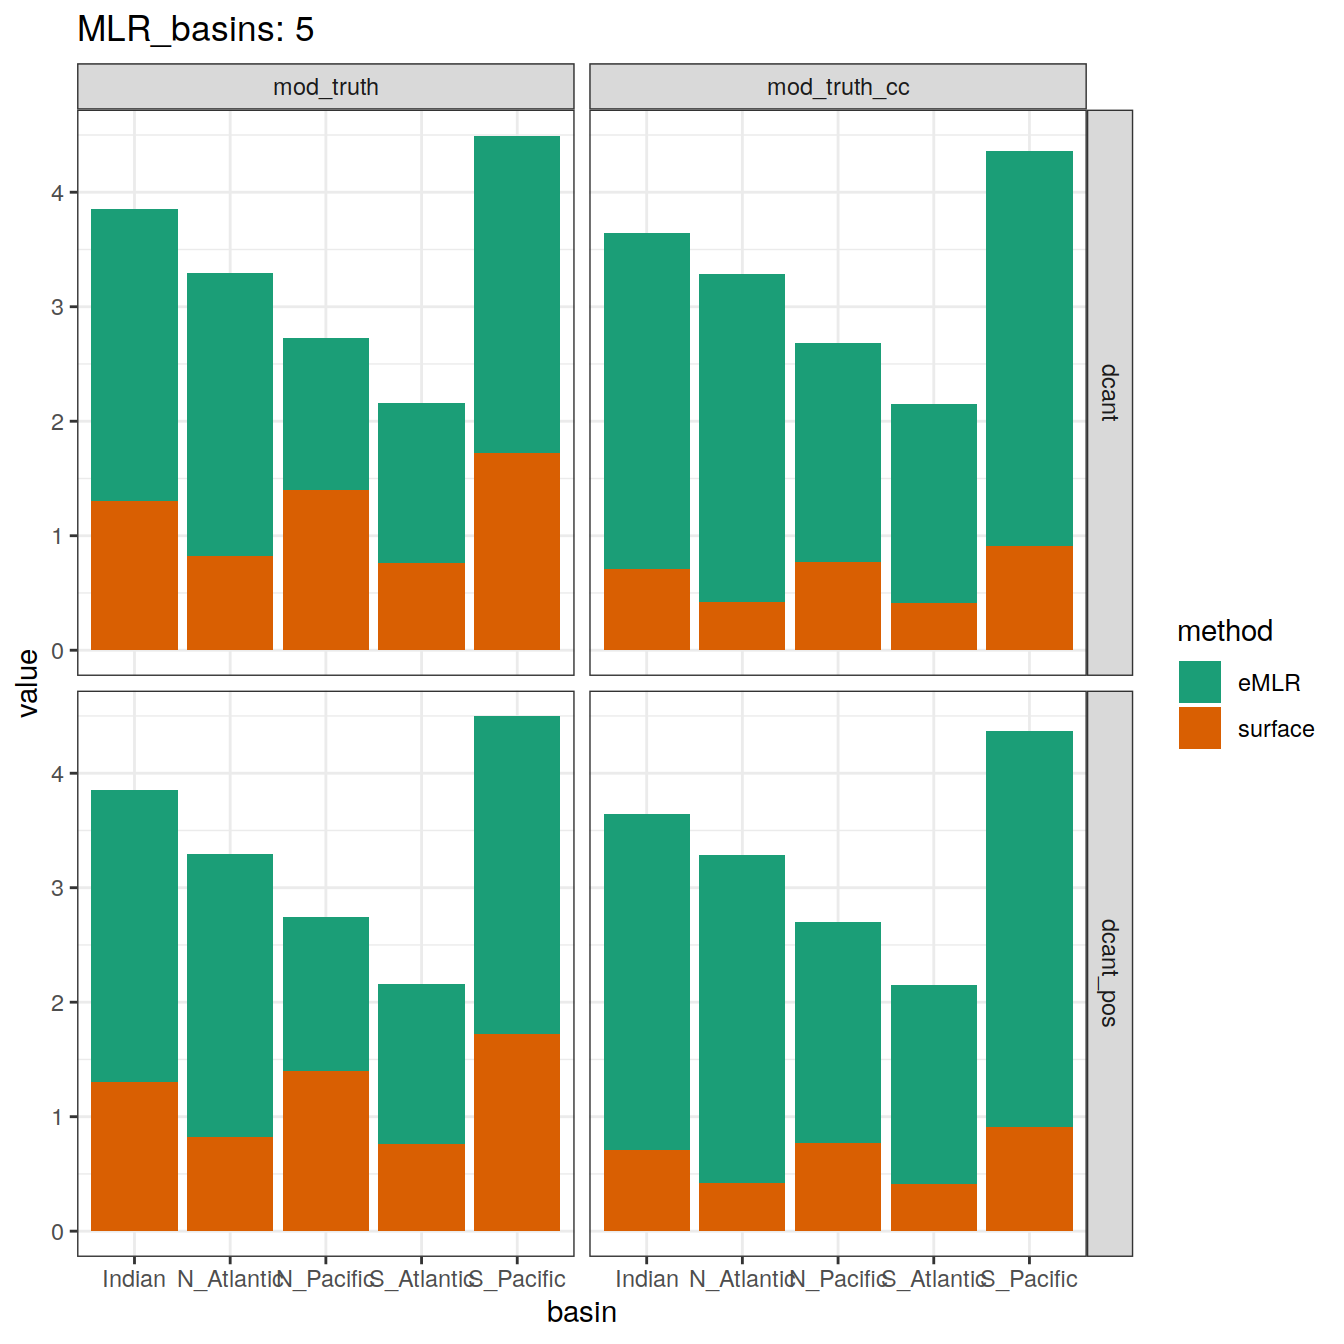 MLR_basins: 5
mod_truth
mod_truth_cc
4
3
2
1
0
dcant
4
3
2
1
0
dcant_pos
value
Indian N_Atlantic N_Pacific S_Atlantic S_Pacific
Indian N_Atlantic N_Pacific S_Atlantic S_Pacific
basin
method
eMLR
surface